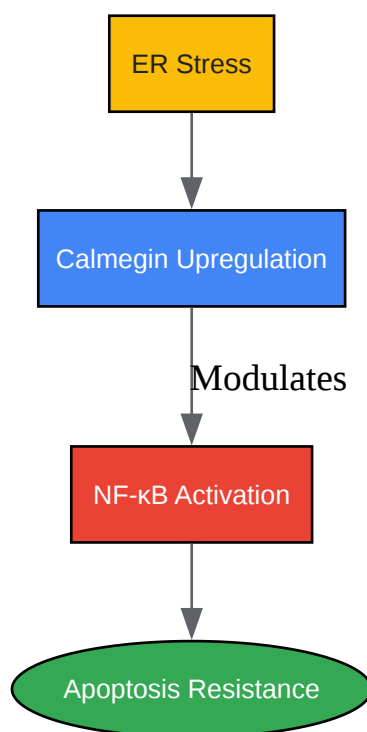 ER Stress
Calmegin Upregulation
Modulates
NF-κB Activation
Apoptosis Resistance